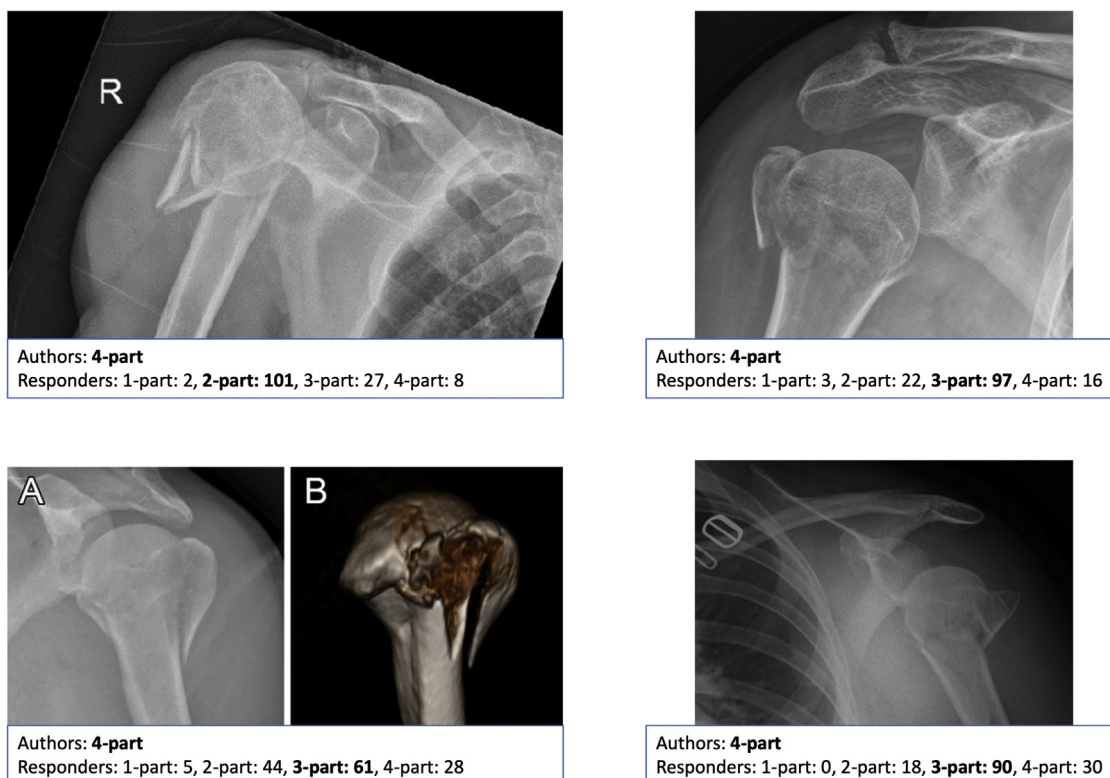 R
Authors: 4-part
Responders: 1-part: 2, 2-part: 101, 3-part: 27, 4-part: 8
Authors: 4-part
Responders: 1-part: 3, 2-part: 22, 3-part: 97, 4-part: 16
A
B
Authors: 4-part
Responders: 1-part: 5, 2-part: 44, 3-part: 61, 4-part: 28
Authors: 4-part
Responders: 1-part: 0, 2-part: 18, 3-part: 90, 4-part: 30